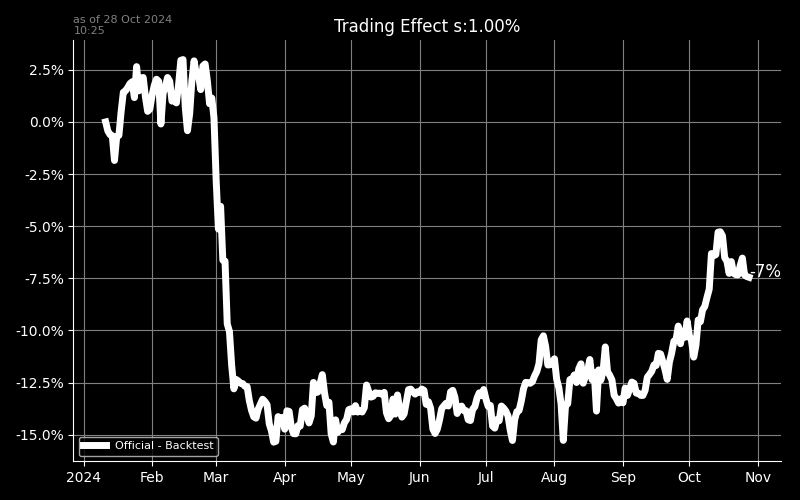 as of 28 Oct 2024
10:25
Trading Effect s:1.00%
2.5%
0.0%
-2.5%
-5.0%
-7.5%
-10.0%
-12.5%
-15.0%
-7%
Official - Backtest
2024 Feb Mar Apr May Jun Jul Aug Sep Oct Nov